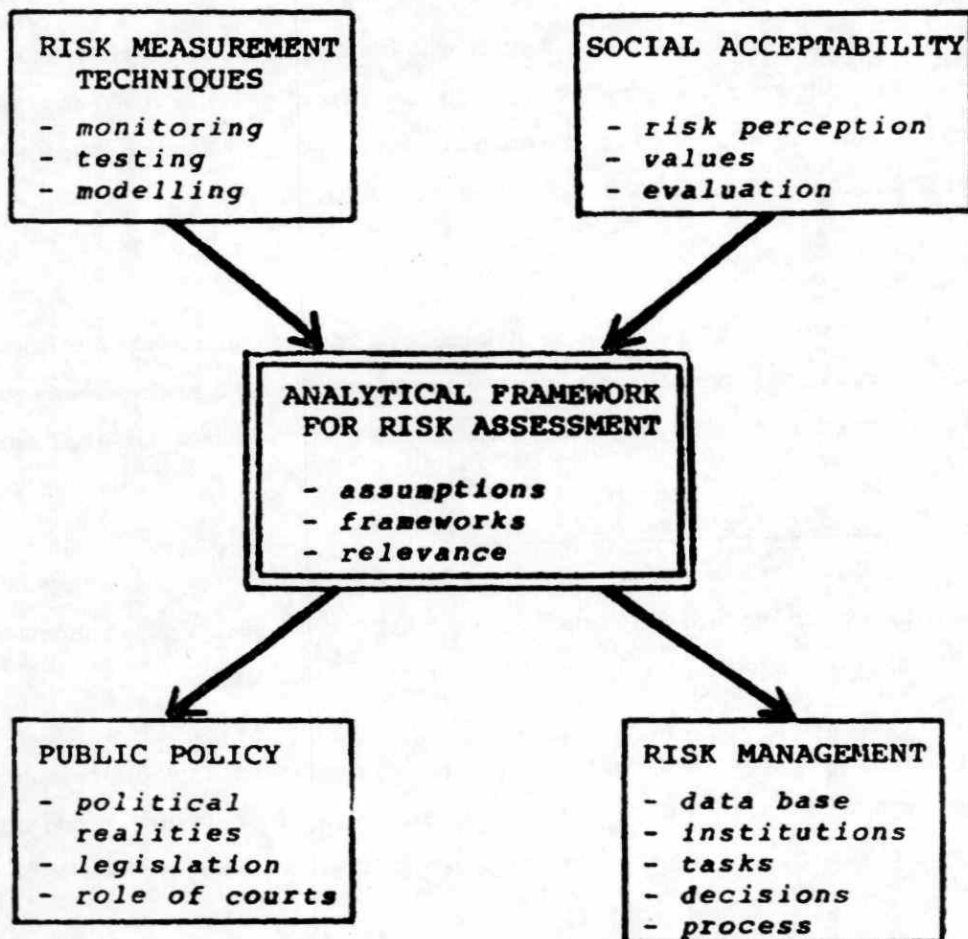 RISK MEASUREMENT
TECHNIQUES
- monitoring
- testing
- modelling
SOCIAL ACCEPTABILITY
- risk perception
- values
- evaluation
ANALYTICAL FRAMEWORK
FOR RISK ASSESSMENT
- assumptions
- frameworks
- relevance
PUBLIC POLICY
- political
realities
- legislation
- role of courts
RISK MANAGEMENT
- data base
- institutions
- tasks
- decisions
- process